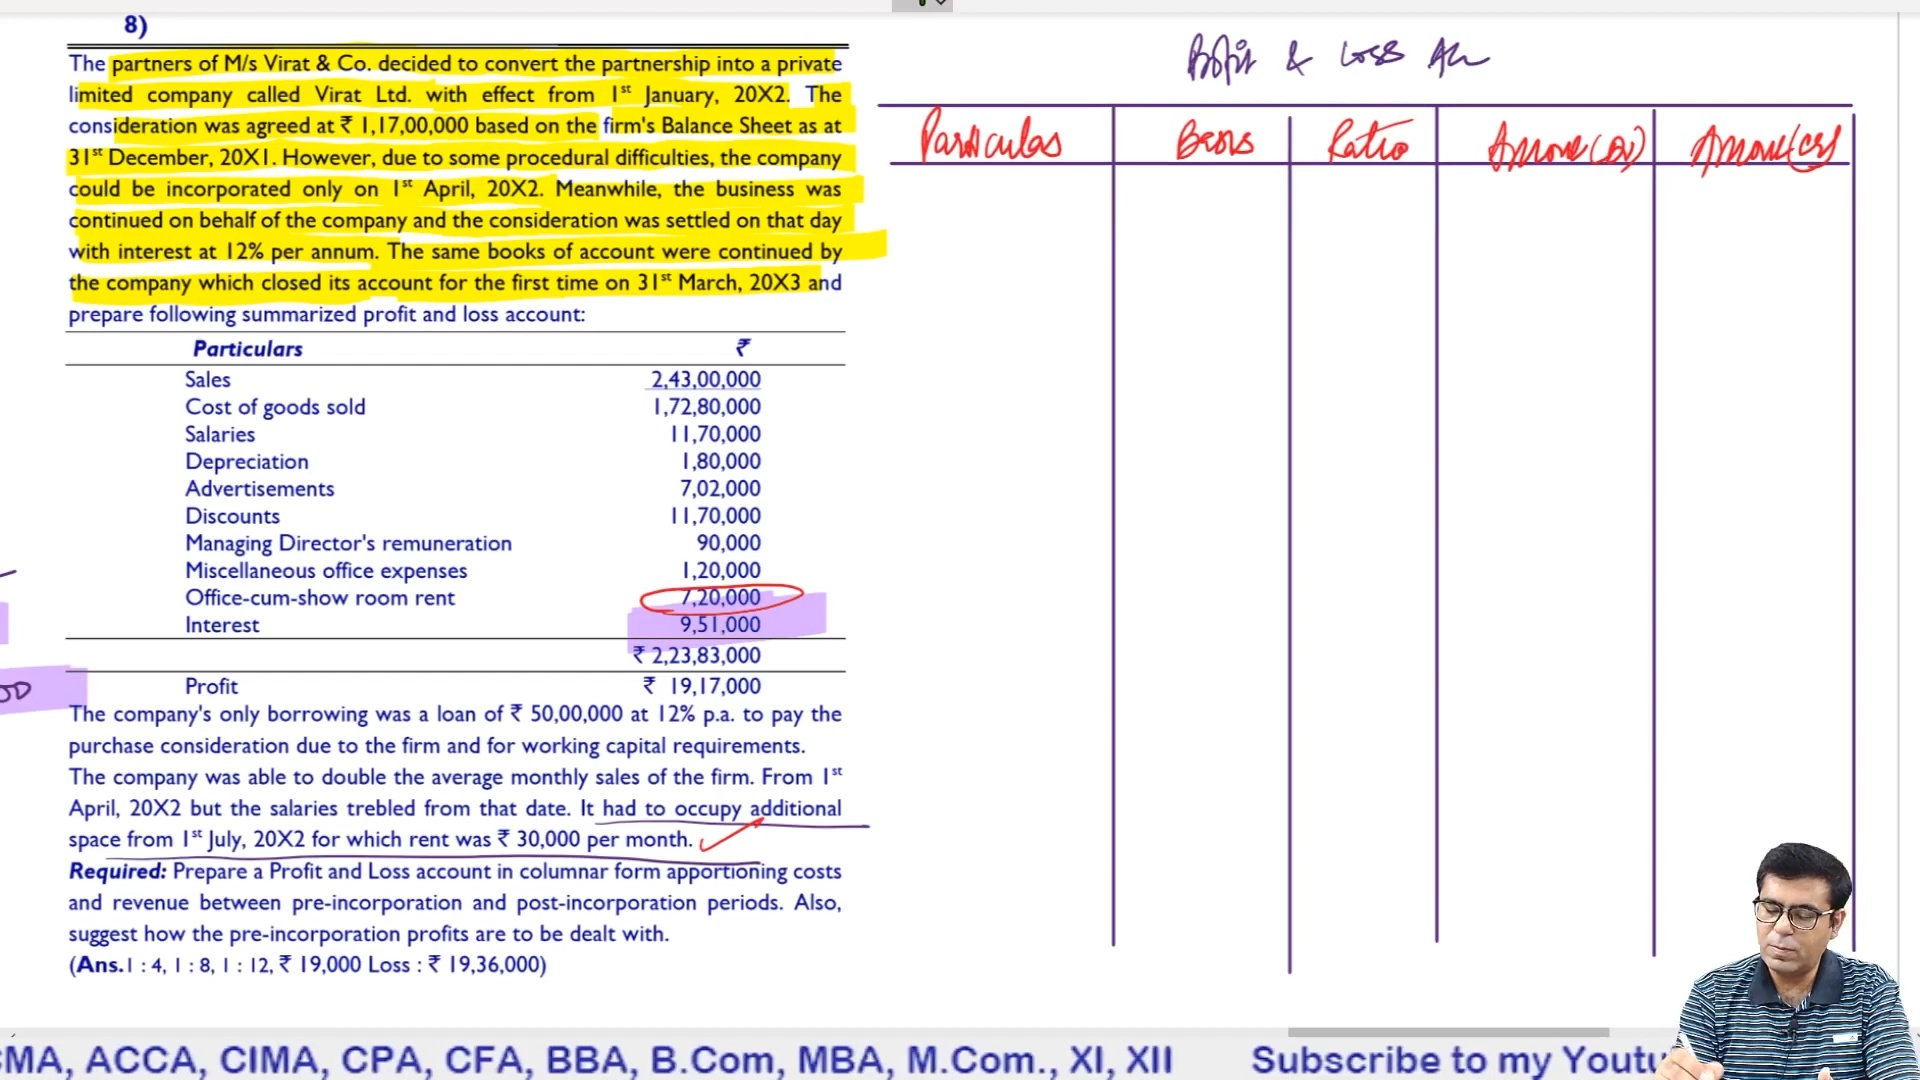 8)
The partners of M/s Virat & Co. decided to convert the partnership into a private
limited company called Virat Ltd. with effect from 1st January, 20X2. The
consideration was agreed at ₹ 1,17,00,000 based on the firm's Balance Sheet as at
31st December, 20X1. However, due to some procedural difficulties, the company
could be incorporated only on 1st April, 20X2. Meanwhile, the business was
continued on behalf of the company and the consideration was settled on that day
with interest at 12% per annum. The same books of account were continued by
the company which closed its account for the first time on 31st March, 20X3 and
prepare following summarized profit and loss account:
Particulars ₹
Sales 2,43,00,000
Cost of goods sold 1,72,80,000
Salaries 11,70,000
Depreciation 1,80,000
Advertisements 7,02,000
Discounts 11,70,000
Managing Director's remuneration 90,000
Miscellaneous office expenses 1,20,000
Office-cum-show room rent 7,20,000
Interest 9,51,000
₹ 2,23,83,000
Profit ₹ 19,17,000
The company's only borrowing was a loan of ₹ 50,00,000 at 12% p.a. to pay the
purchase consideration due to the firm and for working capital requirements.
The company was able to double the average monthly sales of the firm. From 1st
April, 20X2 but the salaries trebled from that date. It had to occupy additional
space from 1st July, 20X2 for which rent was ₹ 30,000 per month.
Required: Prepare a Profit and Loss account in columnar form apportioning costs
and revenue between pre-incorporation and post-incorporation periods. Also,
suggest how the pre-incorporation profits are to be dealt with.
(Ans.1 : 4, 1 : 8, 1 : 12, ₹ 19,000 Loss : ₹ 19,36,000)
Profit & Loss A/c
Particulars Ratio
CMA, ACCA, CIMA, CPA, CFA, BBA, B.Com, MBA, M.Com., XI, XII Subscribe to my